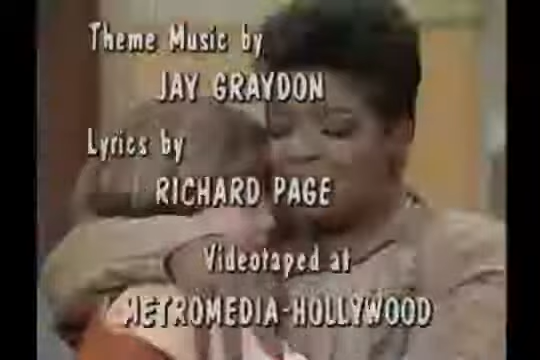 Theme Music by
JAY GRAYDON
Lyrics by
RICHARD PAGE
Videotaped at
METROMEDIA-HOLLYWOOD